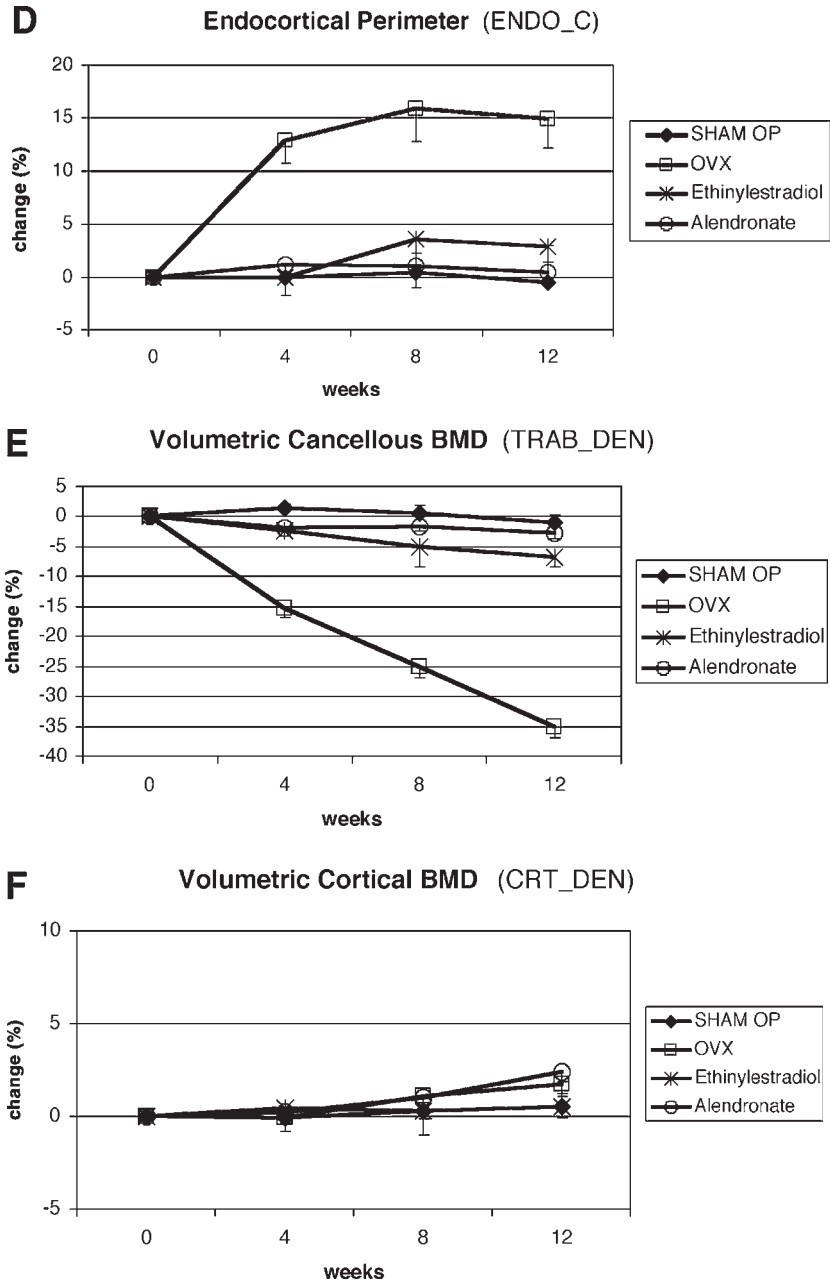 D
Endocortical Perimeter (ENDO_C)
20
15
10
5
0
-5
change (%)
0 4 8 12
weeks
SHAM OP
OVX
Ethinylestradiol
Alendronate
E
Volumetric Cancellous BMD (TRAB_DEN)
5
0
-5
-10
-15
-20
-25
-30
-35
-40
change (%)
0 4 8 12
weeks
SHAM OP
OVX
Ethinylestradiol
Alendronate
F
Volumetric Cortical BMD (CRT_DEN)
10
5
0
-5
change (%)
0 4 8 12
weeks
SHAM OP
OVX
Ethinylestradiol
Alendronate